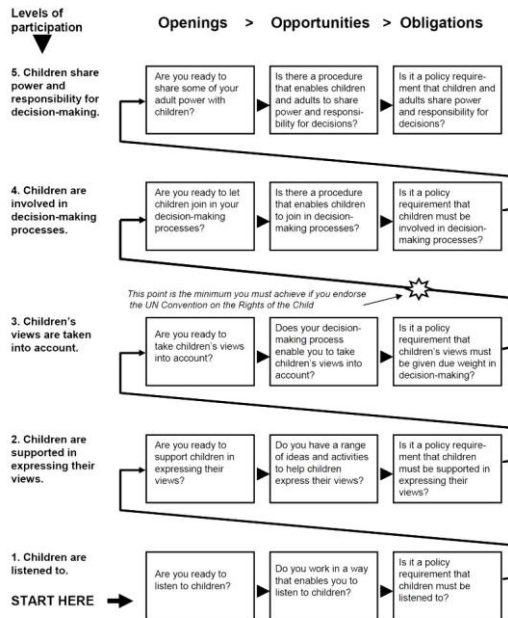 Levels of
participation
Openings > Opportunities > Obligations
5. Children share
power and
responsibility for
decision-making.
Are you ready to
share some of your
adult power with
children?
Is there a procedure
that enables children
and adults to share
power and responsi-
bility for decisions?
Is it a policy require-
ment that children and
adults share power
and responsibility for
decisions?
4. Children are
involved in
decision-making
processes.
Are you ready to let
children join in your
decision-making
processes?
Is there a procedure
that enables children
to join in decision-
making processes?
Is it a policy
requirement that
children must be
involved in decision-
making processes?
This point is the minimum you must achieve if you endorse
the UN Convention on the Rights of the Child
3. Children's
views are taken
into account.
Are you ready to
take children's views
into account?
Does your decision-
making process
enable you to take
children's views into
account?
Is it a policy
requirement that
children's views must
be given due weight in
decision-making?
2. Children are
supported in
expressing their
views.
Are you ready to
support children in
expressing their
views?
Do you have a range
of ideas and activities
to help children
express their views?
Is it a policy require-
ment that children
must be supported in
expressing their
views?
1. Children are
listened to.
START HERE
Are you ready to
listen to children?
Do you work in a way
that enables you to
listen to children?
Is it a policy
requirement that
children must be
listened to?